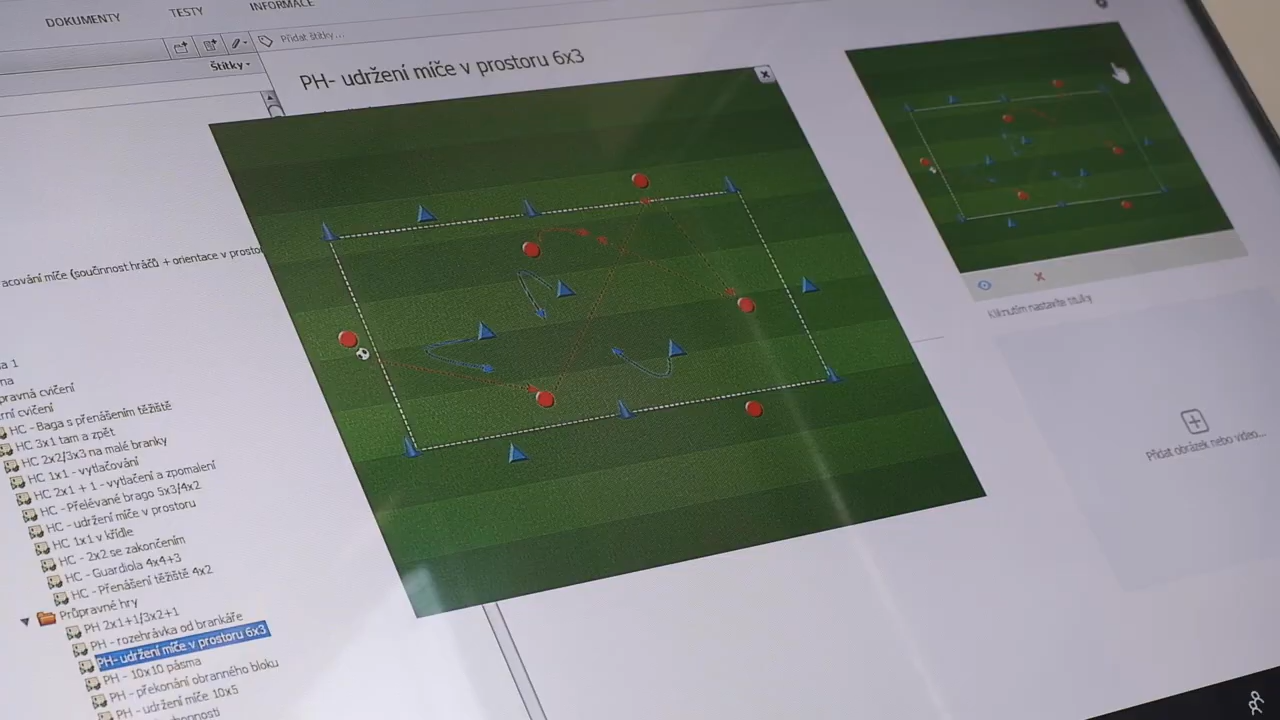 DOKUMENTY TESTY INFORMACE
Přidat štítky...
Štítky
PH- udržení míče v prostoru 6x3
acování míče (součinnost hráčů + orientace v prosto
Kliknutím nastavíte titulky
Přidat obrázek nebo video...
a 1
na
pravná cvičení
erní cvičení
HC - Baga s přenášením těžiště
HC 3x1 tam a zpět
HC 2x2/3x3 na malé branky
HC 1x1 - vytlačování
HC 2x1 + 1 - vytlačení a zpomalení
HC - Přelévané brago 5x3/4x2
HC - udržení míče v prostoru
HC 1x1 v křídle
HC - 2x2 se zakončením
HC - Guardiola 4x4+3
HC - Přenášení těžiště 4x2
Průpravné hry
PH 2x1+1/3x2+1
PH - rozehrávka od brankáře
PH- udržení míče v prostoru 6x3
PH - 10x10 pásma
PH - překonání obranného bloku
PH - udržení míče 10x5